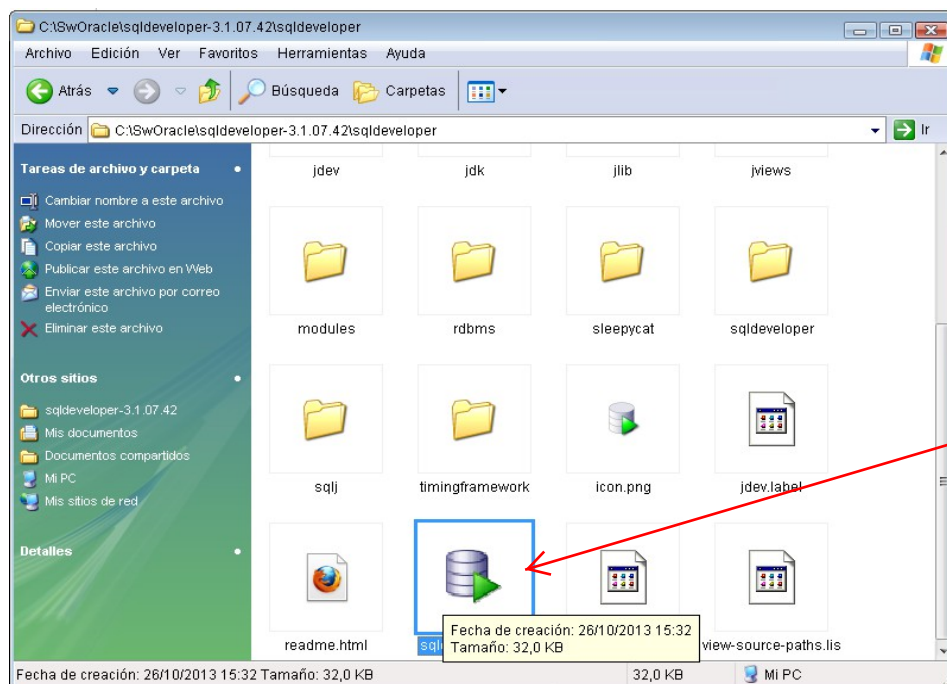 C:\SwOracle\sqldeveloper-3.1.07.42\sqldeveloper
Archivo Edición Ver Favoritos Herramientas Ayuda
Atrás Búsqueda Carpetas
Dirección C:\SwOracle\sqldeveloper-3.1.07.42\sqldeveloper Ir
Tareas de archivo y carpeta
Cambiar nombre a este archivo
Mover este archivo
Copiar este archivo
Publicar este archivo en Web
Enviar este archivo por correo
electrónico
Eliminar este archivo
Otros sitios
sqldeveloper-3.1.07.42
Mis documentos
Documentos compartidos
Mi PC
Mis sitios de red
Detalles
jdev jdk jlib jviews
modules rdbms sleepycat sqldeveloper
sqlj timingframework icon.png jdev.label
readme.html view-source-paths.lis
Fecha de creación: 26/10/2013 15:32
Tamaño: 32,0 KB
Fecha de creación: 26/10/2013 15:32 Tamaño: 32,0 KB 32,0 KB Mi PC